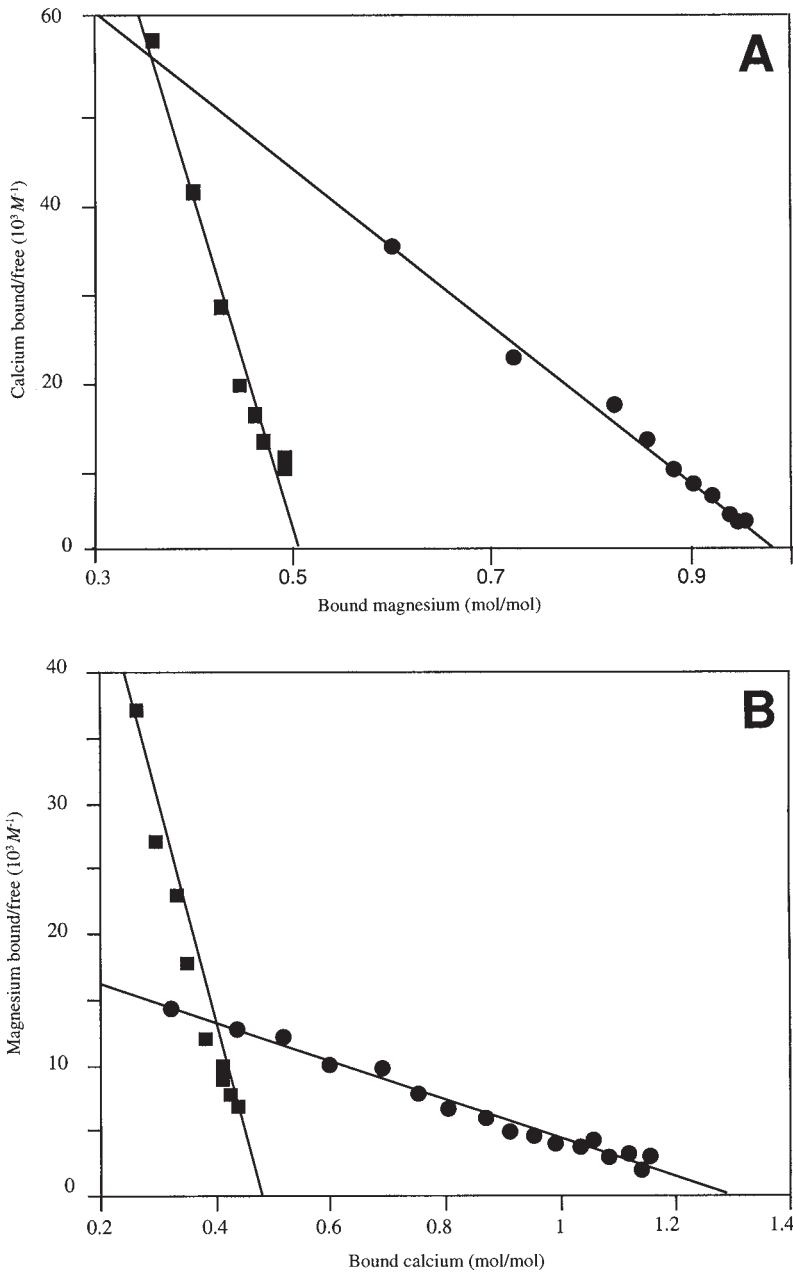 60
A
40
20
0
Calcium bound/free (10³ M⁻¹)
0.3 0.5 0.7 0.9
Bound magnesium (mol/mol)
40
B
30
20
10
0
Magnesium bound/free (10³ M⁻¹)
0.2 0.4 0.6 0.8 1 1.2 1.4
Bound calcium (mol/mol)